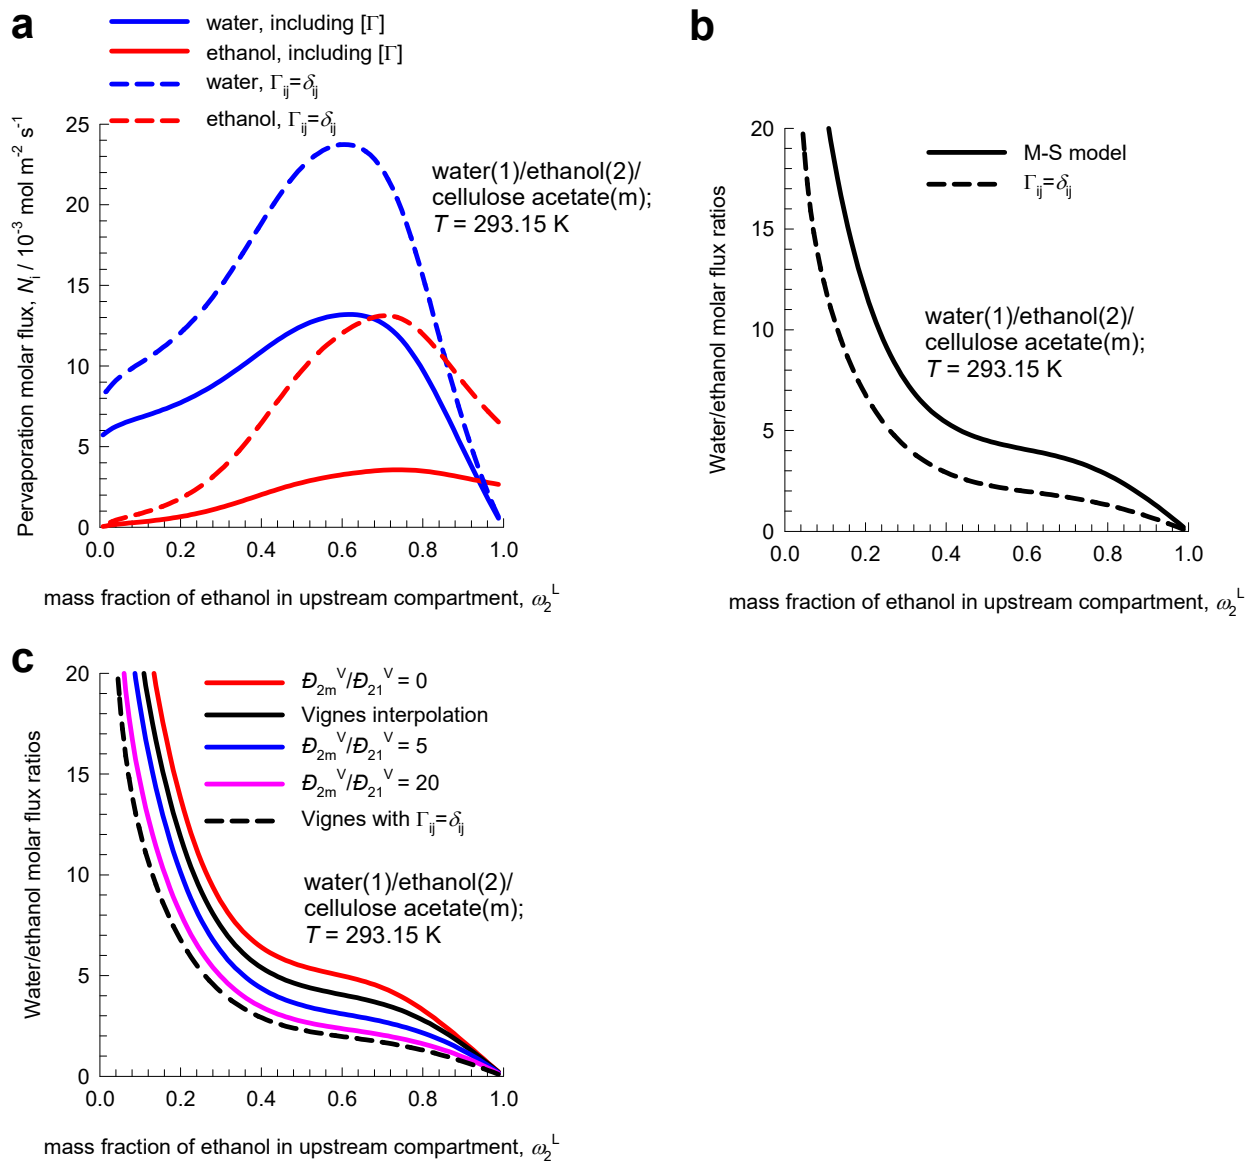 a
water, including [Γ]
ethanol, including [Γ]
water, Γij=δij
ethanol, Γij=δij
25
20
15
10
5
0
0.0 0.2 0.4 0.6 0.8 1.0
Pervaporation molar flux, Ni / 10-3 mol m-2 s-1
water(1)/ethanol(2)/
cellulose acetate(m);
T = 293.15 K
mass fraction of ethanol in upstream compartment, ω2L
b
M-S model
Γij=δij
20
15
10
5
0
0.0 0.2 0.4 0.6 0.8 1.0
Water/ethanol molar flux ratios
water(1)/ethanol(2)/
cellulose acetate(m);
T = 293.15 K
mass fraction of ethanol in upstream compartment, ω2L
c
Đ2mV/Đ21V = 0
Vignes interpolation
Đ2mV/Đ21V = 5
Đ2mV/Đ21V = 20
Vignes with Γij=δij
20
15
10
5
0
0.0 0.2 0.4 0.6 0.8 1.0
Water/ethanol molar flux ratios
water(1)/ethanol(2)/
cellulose acetate(m);
T = 293.15 K
mass fraction of ethanol in upstream compartment, ω2L